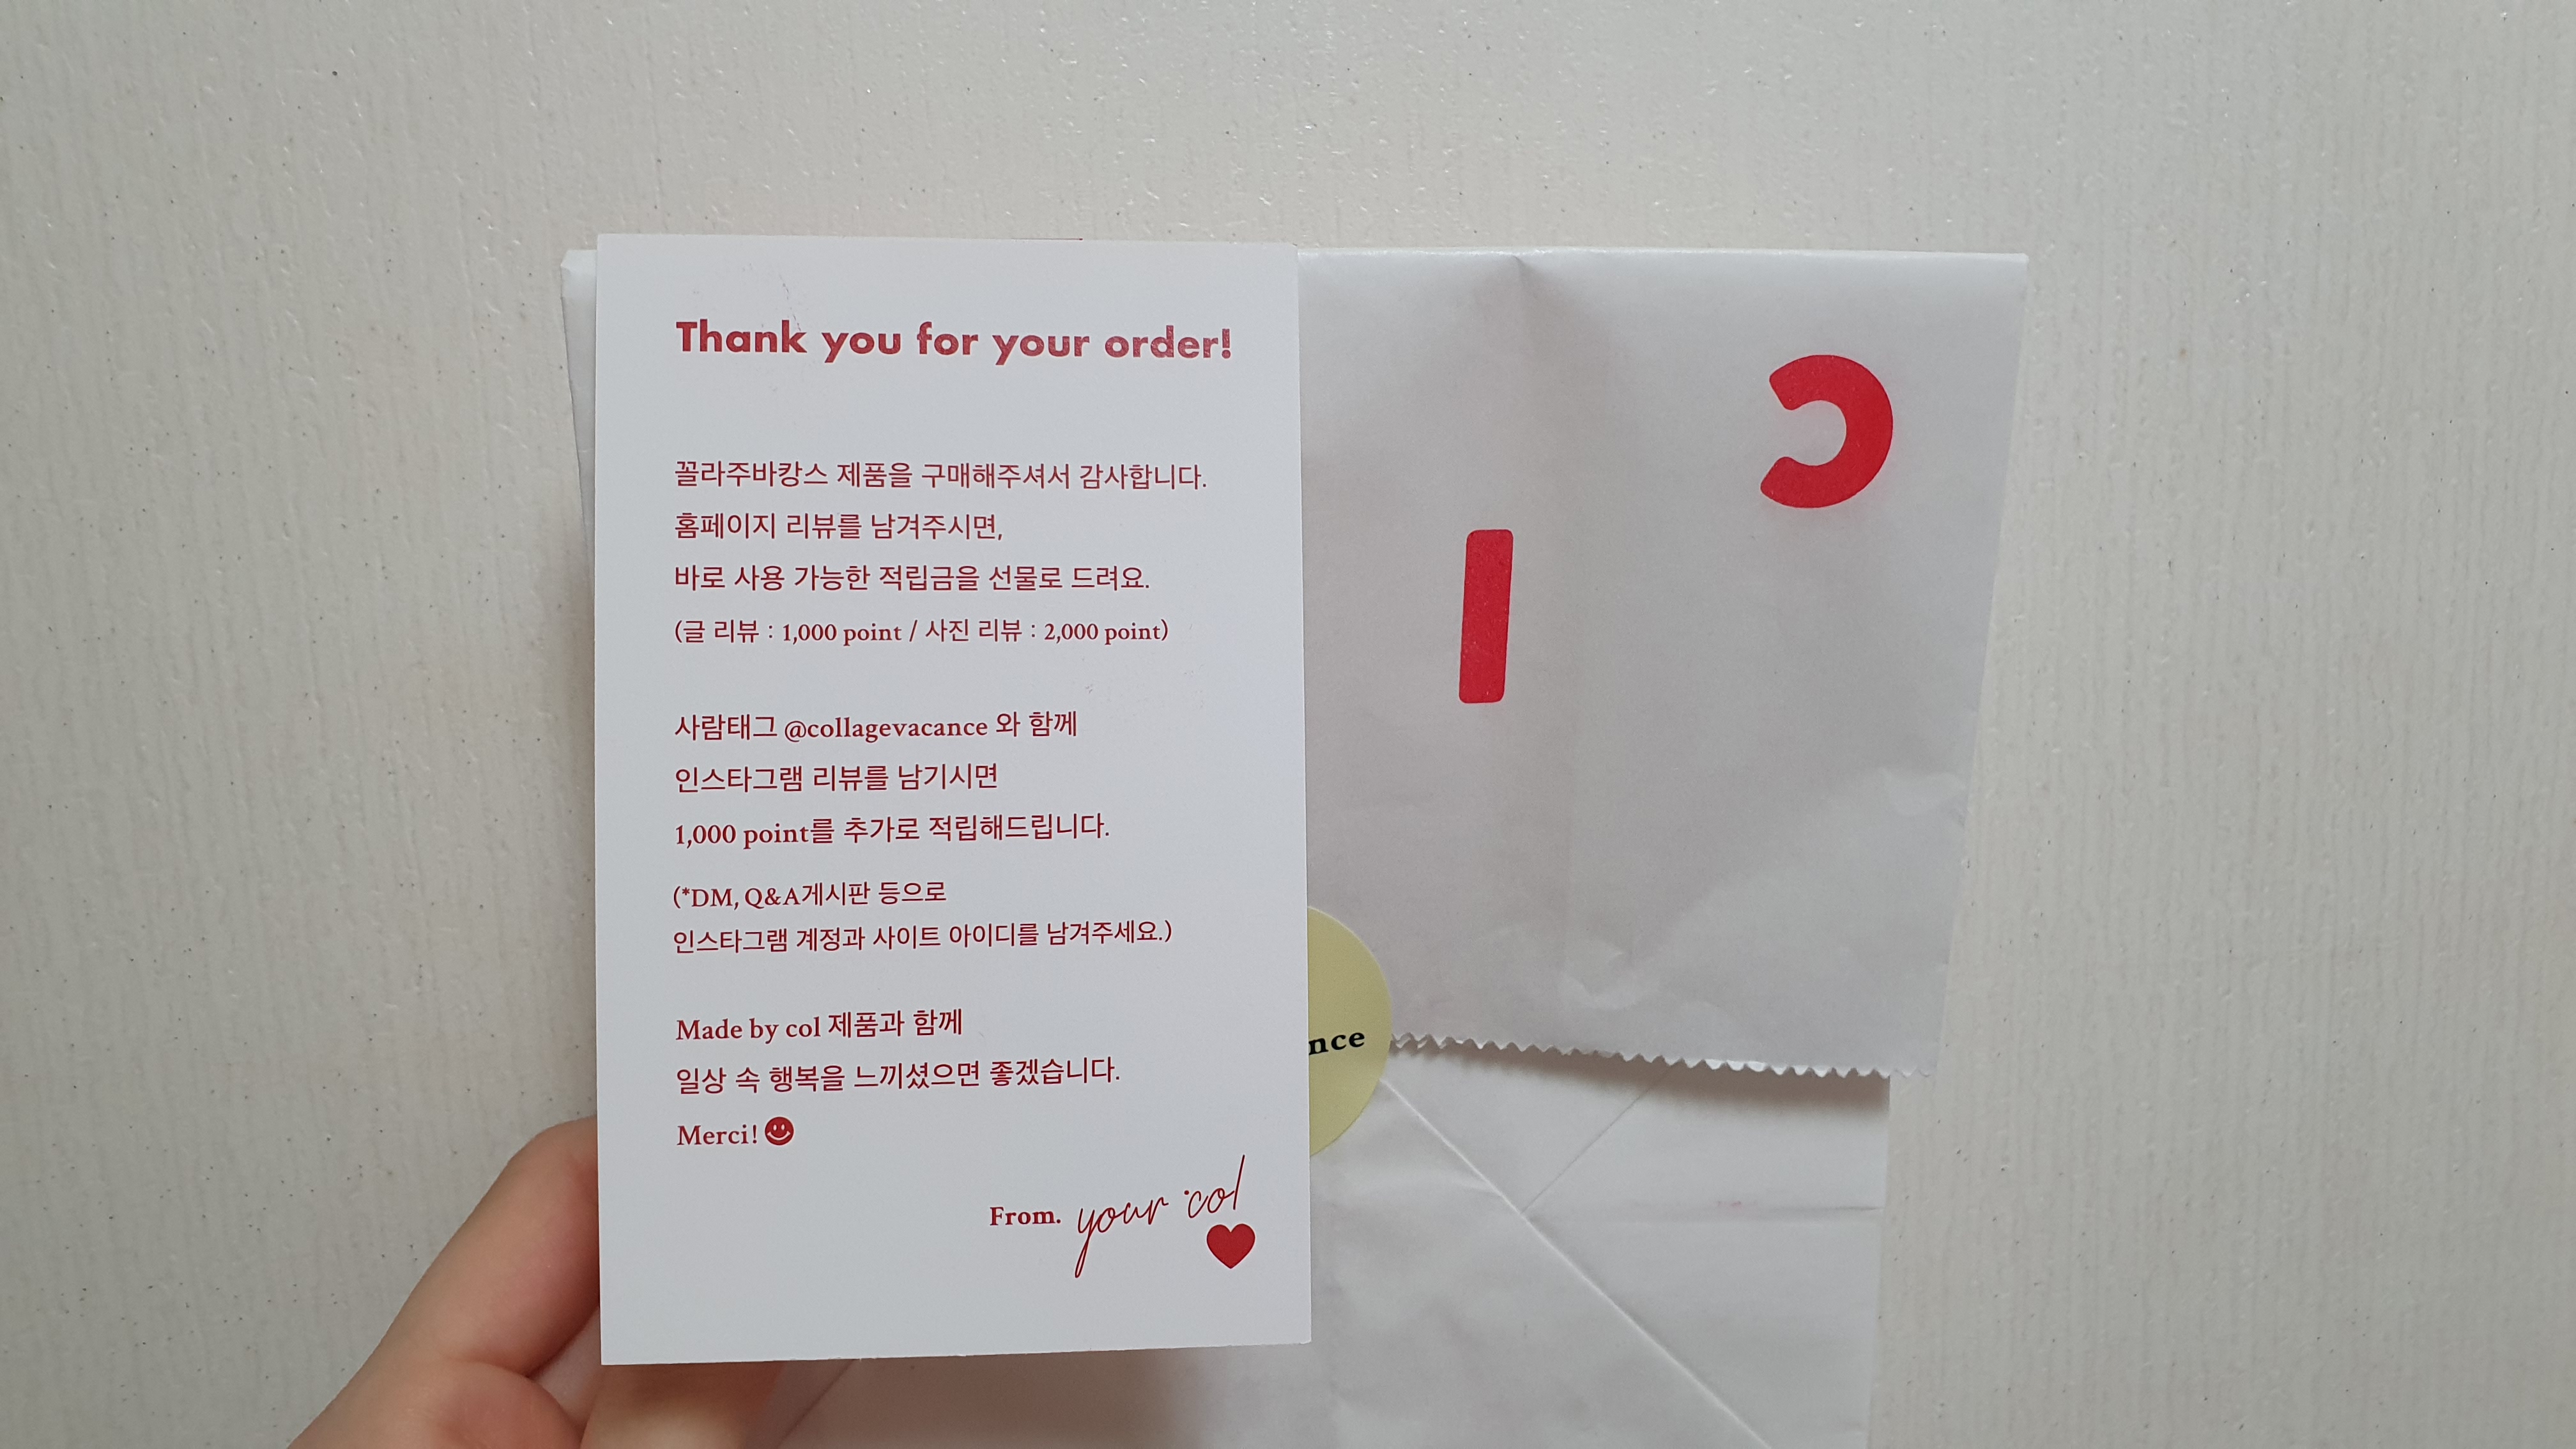 Thank you for your order!
꼴라주바캉스 제품을 구매해주셔서 감사합니다.
홈페이지 리뷰를 남겨주시면,
바로 사용 가능한 적립금을 선물로 드려요.
(글 리뷰 : 1,000 point / 사진 리뷰 : 2,000 point)
사람태그 @collagevacance 와 함께
인스타그램 리뷰를 남기시면
1,000 point를 추가로 적립해드립니다.
(*DM, Q&A게시판 등으로
인스타그램 계정과 사이트 아이디를 남겨주세요.)
Made by col 제품과 함께
일상 속 행복을 느끼셨으면 좋겠습니다.
Merci!
From. your col
nce